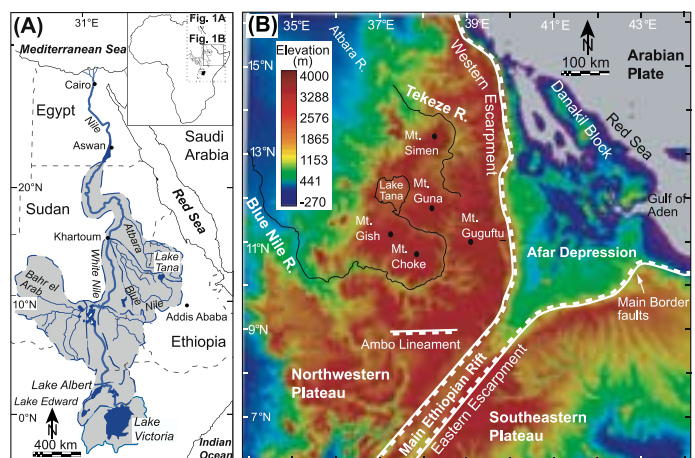 (A)
31°E
Mediterranean Sea
Fig. 1A
Fig. 1B
Cairo
Egypt
Nile
Saudi
Arabia
Aswan
Red Sea
20°N
Sudan
Atbara
Khartoum
White Nile
Lake
Tana
Bahr el
Arab
Blue
Nile
10°N
Addis Ababa
Ethiopia
Lake Albert
Lake Edward
N
0°N
400 km
Lake
Victoria
Indian
Ocean
(B)
35°E
37°E
39°E
41°E
43°E
Elevation
(m)
4000
3288
2576
1865
1153
441
-270
15°N
13°N
11°N
9°N
7°N
Atbara R.
Tekeze R.
Western Escarpment
N
100 km
Arabian
Plate
Danakil Block
Red Sea
Mt.
Simen
Lake
Tana
Mt.
Guna
Mt.
Gish
Mt.
Choke
Mt.
Guguftu
Blue Nile R.
Gulf of
Aden
Afar Depression
Main Border
faults
Ambo Lineament
Northwestern
Plateau
Main Ethiopian Rift
Eastern Escarpment
Southeastern
Plateau